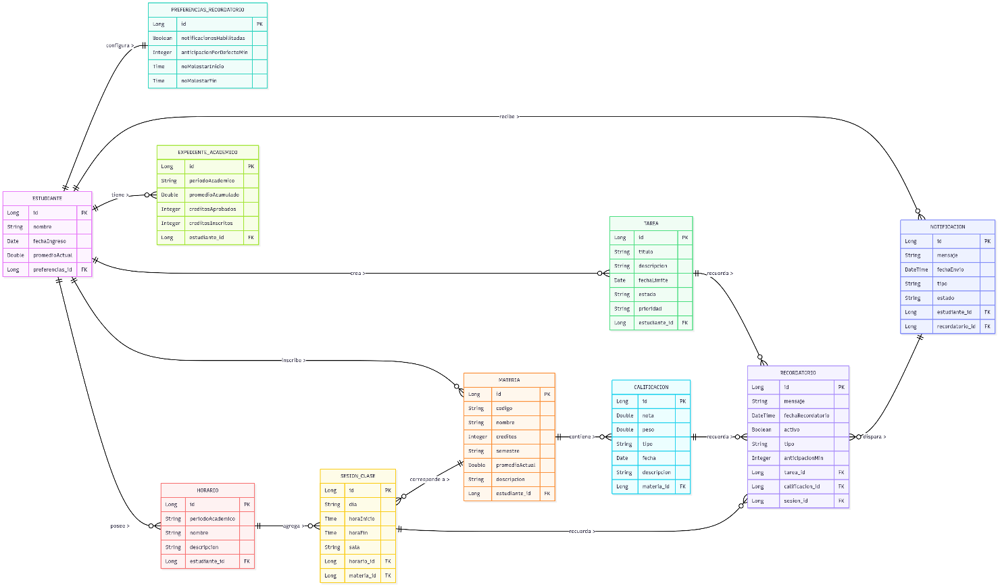 PREFERENCIAS_RECORDATORIO
Long id PK
Boolean notificacionesHabilitadas
Integer anticipacionPorDefectoMin
Time noMolestarInicio
Time noMolestarFin
configura >
recibe >
EXPEDIENTE_ACADEMICO
Long id PK
String periodoAcademico
Double promedioAcumulado
Integer creditosAprobados
Integer creditosInscritos
Long estudiante_id FK
tiene >
ESTUDIANTE
Long id PK
String nombre
Date fechaIngreso
Double promedioActual
Long preferencias_id FK
crea >
TAREA
Long id PK
String titulo
String descripcion
Date fechaLimite
String estado
String prioridad
Long estudiante_id FK
recuerda >
NOTIFICACION
Long id PK
String mensaje
DateTime fechaEnvio
String tipo
String estado
Long estudiante_id FK
Long recordatorio_id FK
inscribe >
MATERIA
Long id PK
String codigo
String nombre
Integer creditos
String semestre
Double promedioActual
String descripcion
Long estudiante_id FK
contiene >
CALIFICACION
Long id PK
Double nota
Double peso
String tipo
Date fecha
String descripcion
Long materia_id FK
recuerda >
RECORDATORIO
Long id PK
String mensaje
DateTime fechaRecordatorio
Boolean activo
String tipo
Integer anticipacionMin
Long tarea_id FK
Long calificacion_id FK
Long sesion_id FK
dispara >
corresponde a >
posee >
HORARIO
Long id PK
String periodoAcademico
String nombre
String descripcion
Long estudiante_id FK
agrega >
SESION_CLASE
Long id PK
String dia
Time horaInicio
Time horaFin
String sala
Long horario_id FK
Long materia_id FK
recuerda >